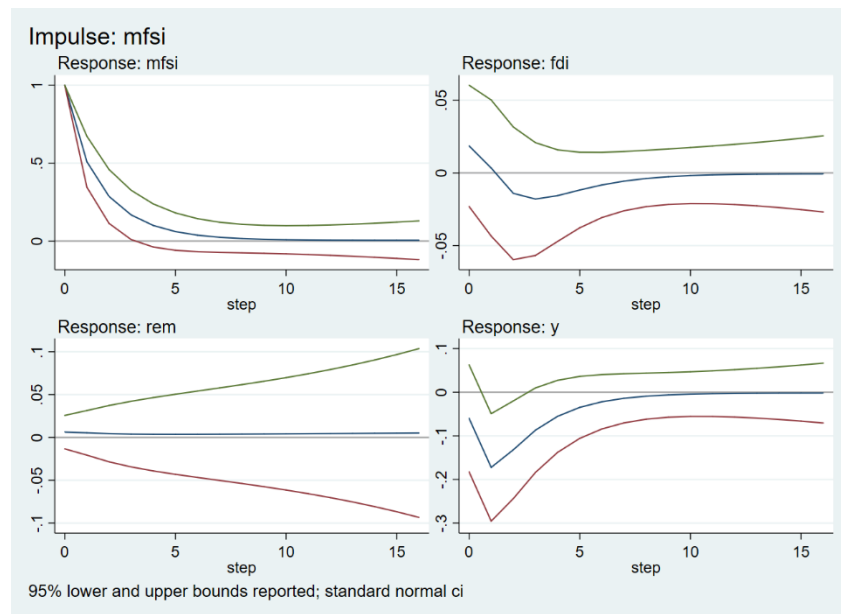 Impulse: mfsi
Response: mfsi
1
.5
0
0 5 10 15
step
Response: fdi
.05
0
-.05
0 5 10 15
step
Response: rem
.1
.05
0
-.05
-.1
0 5 10 15
step
Response: y
.1
0
-.1
-.2
-.3
0 5 10 15
step
95% lower and upper bounds reported; standard normal ci